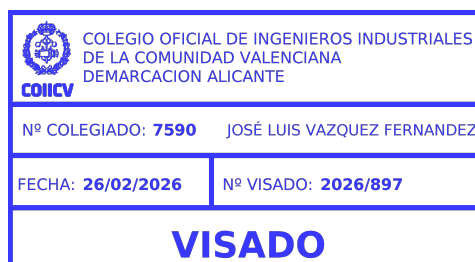 COLEGIO OFICIAL DE INGENIEROS INDUSTRIALES
DE LA COMUNIDAD VALENCIANA
DEMARCACION ALICANTE
COIICV
Nº COLEGIADO: 7590 JOSÉ LUIS VAZQUEZ FERNANDEZ
FECHA: 26/02/2026 Nº VISADO: 2026/897
VISADO